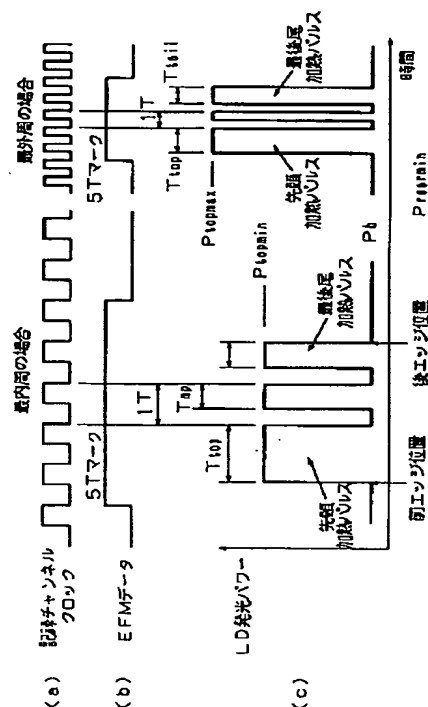 最内周の場合
最外周の場合
(a)
記録チャンネル
クロック
5Tマーク
5Tマーク
(b)
EFMデータ
1T
1T
Ttop
Tmp
Ttop
Ttail
Ptopmax
Ptopmin
LD発光パワー
先頭
加熱パルス
最後尾
加熱パルス
先頭
加熱パルス
最後尾
加熱パルス
Pb
(c)
前エッジ位置
後エッジ位置
時間